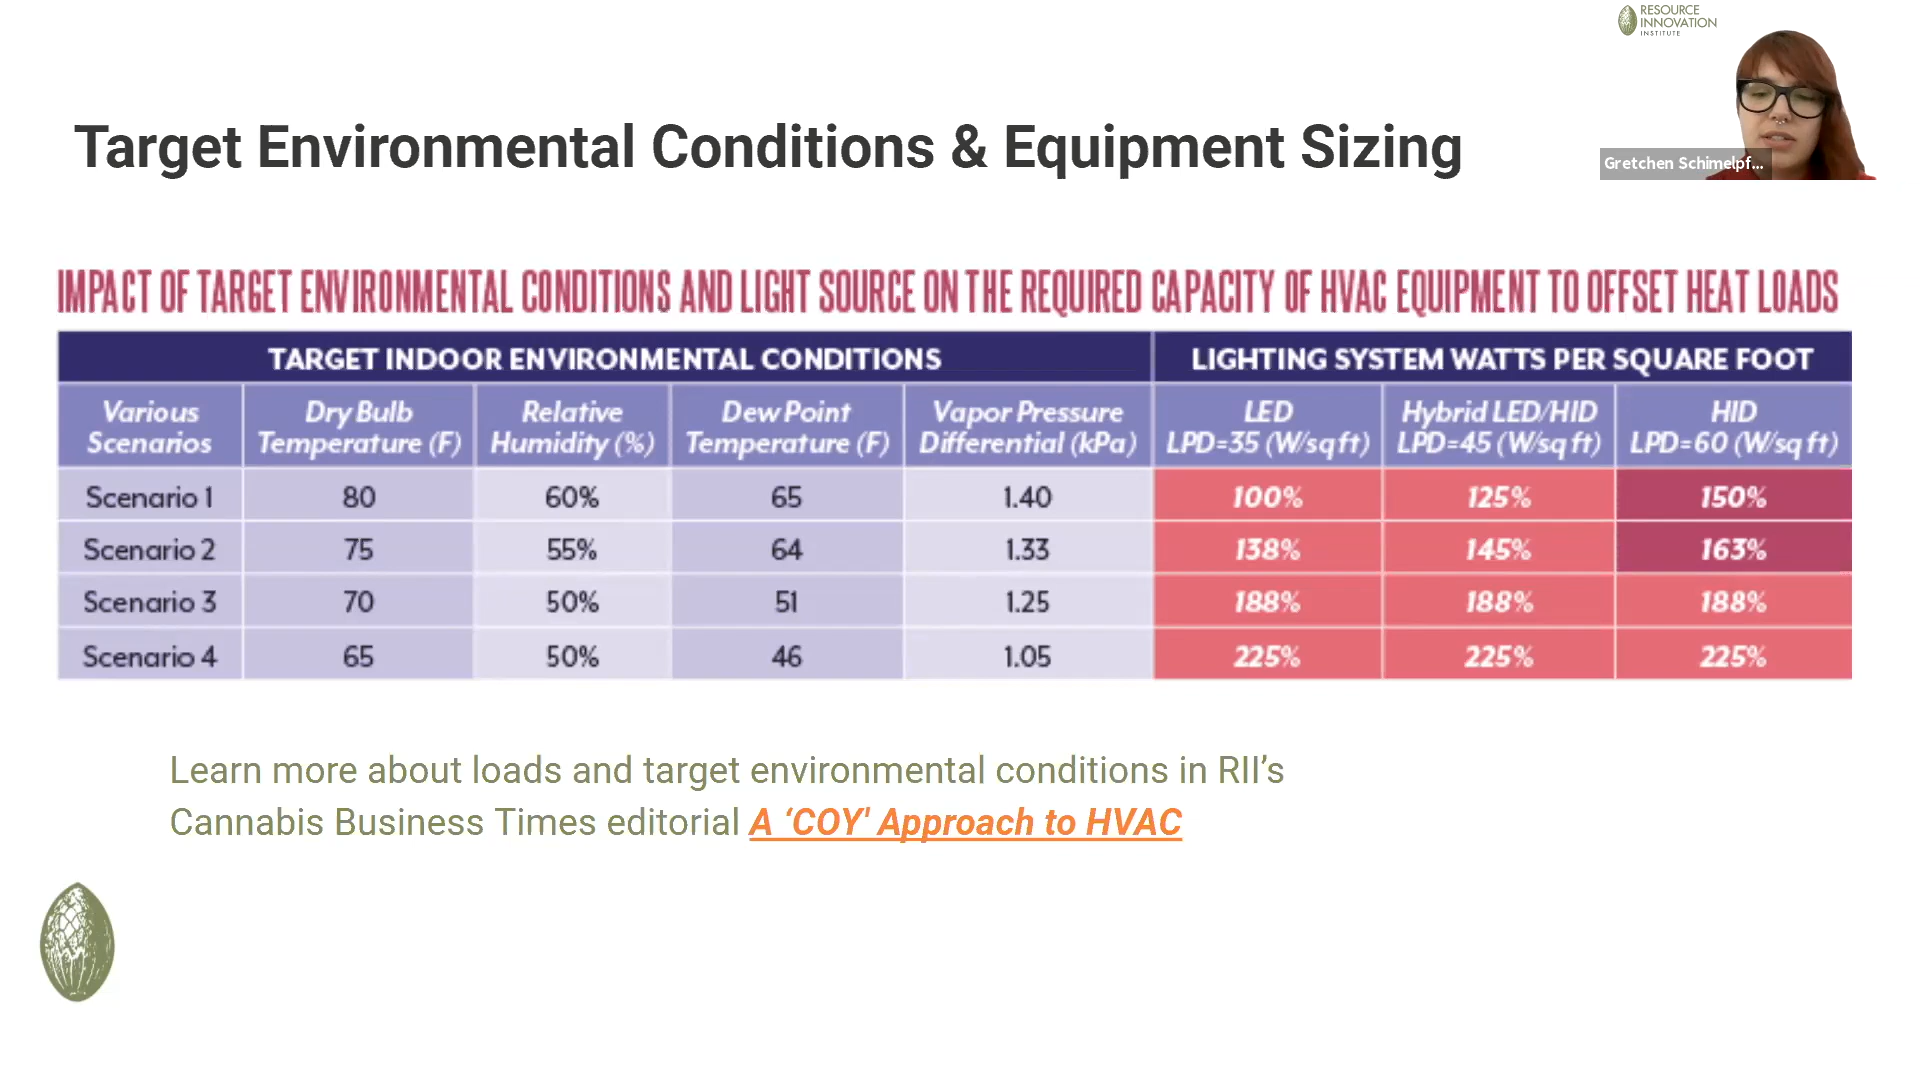 RESOURCE
INNOVATION
INSTITUTE
Gretchen Schimelpf...
Target Environmental Conditions & Equipment Sizing
IMPACT OF TARGET ENVIRONMENTAL CONDITIONS AND LIGHT SOURCE ON THE REQUIRED CAPACITY OF HVAC EQUIPMENT TO OFFSET HEAT LOADS
TARGET INDOOR ENVIRONMENTAL CONDITIONS LIGHTING SYSTEM WATTS PER SQUARE FOOT
Various Dry Bulb Relative Dew Point Vapor Pressure LED Hybrid LED/HID HID
Scenarios Temperature (F) Humidity (%) Temperature (F) Differential (kPa) LPD=35 (W/sq ft) LPD=45 (W/sq ft) LPD=60 (W/sq ft)
Scenario 1 80 60% 65 1.40 100% 125% 150%
Scenario 2 75 55% 64 1.33 138% 145% 163%
Scenario 3 70 50% 51 1.25 188% 188% 188%
Scenario 4 65 50% 46 1.05 225% 225% 225%
Learn more about loads and target environmental conditions in RII’s
Cannabis Business Times editorial A ‘COY' Approach to HVAC